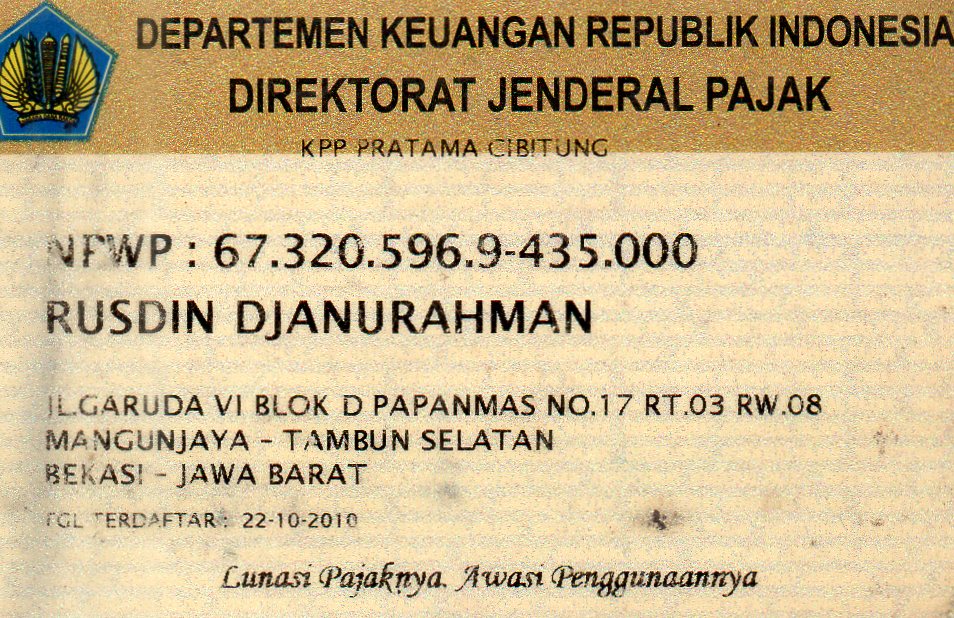 DEPARTEMEN KEUANGAN REPUBLIK INDONESIA
DIREKTORAT JENDERAL PAJAK
KPP PRATAMA CIBITUNG
NPWP : 67.320.596.9-435.000
RUSDIN DJANURAHMAN
JL.GARUDA VI BLOK D PAPANMAS NO.17 RT.03 RW.08
MANGUNJAYA - TAMBUN SELATAN
BEKASI - JAWA BARAT
TGL TERDAFTAR : 22-10-2010
Lunasi Pajaknya. Awasi Penggunaannya